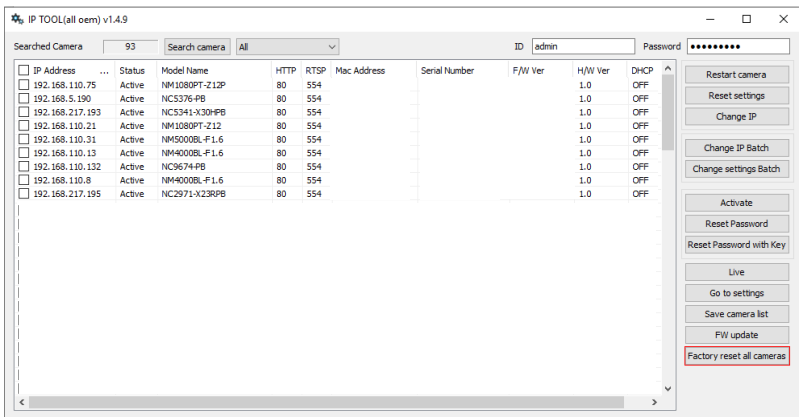 IP TOOL(all oem) v1.4.9
Searched Camera 93 Search camera All ID admin Password ●●●●●●●●●
IP Address ... Status Model Name HTTP RTSP Mac Address Serial Number F/W Ver H/W Ver DHCP
192.168.110.75 Active NM1080PT-Z12P 80 554 1.0 OFF
192.168.5.190 Active NC5376-PB 80 554 1.0 OFF
192.168.217.193 Active NC5341-X30HPB 80 554 1.0 OFF
192.168.110.21 Active NM1080PT-Z12 80 554 1.0 OFF
192.168.110.31 Active NM5000BL-F1.6 80 554 1.0 OFF
192.168.110.13 Active NM4000BL-F1.6 80 554 1.0 OFF
192.168.110.132 Active NC9674-PB 80 554 1.0 OFF
192.168.110.8 Active NM4000BL-F1.6 80 554 1.0 OFF
192.168.217.195 Active NC2971-X23RPB 80 554 1.0 OFF
Restart camera
Reset settings
Change IP
Change IP Batch
Change settings Batch
Activate
Reset Password
Reset Password with Key
Live
Go to settings
Save camera list
FW update
Factory reset all cameras